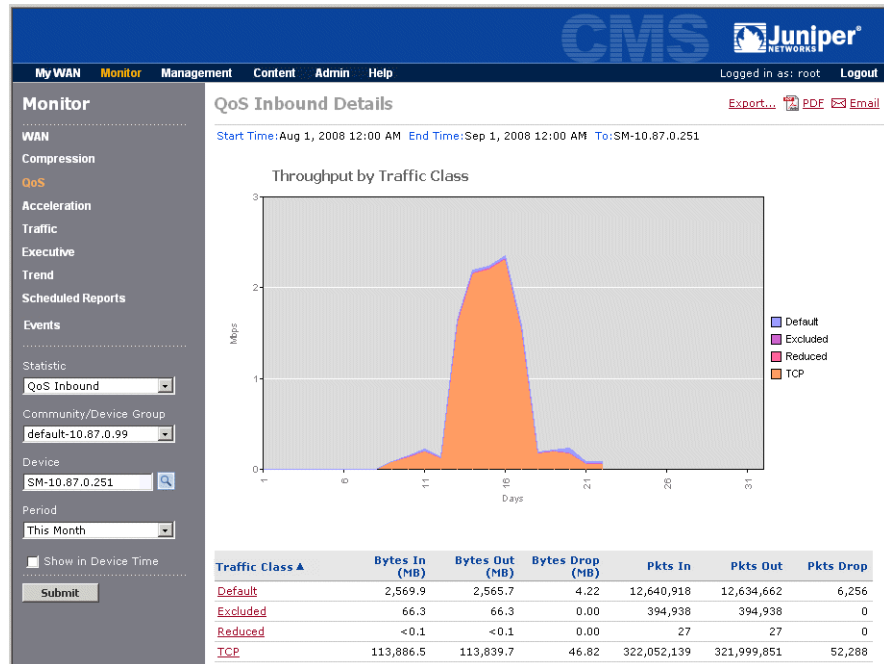 CMS
Juniper®
NETWORKS
My WAN Monitor Management Content Admin Help Logged in as: root Logout
Monitor
WAN
Compression
QoS
Acceleration
Traffic
Executive
Trend
Scheduled Reports
Events
Statistic
QoS Inbound
Community/Device Group
default-10.87.0.99
Device
SM-10.87.0.251
Period
This Month
Show in Device Time
Submit
QoS Inbound Details
Export... PDF Email
Start Time:Aug 1, 2008 12:00 AM End Time:Sep 1, 2008 12:00 AM To:SM-10.87.0.251
Throughput by Traffic Class
3
2
1
0
Mbps
1 6 11 16 21 26 31
Days
Default
Excluded
Reduced
TCP
Traffic Class Bytes In (MB) Bytes Out (MB) Bytes Drop (MB) Pkts In Pkts Out Pkts Drop
Default 2,569.9 2,565.7 4.22 12,640,918 12,634,662 6,256
Excluded 66.3 66.3 0.00 394,938 394,938 0
Reduced <0.1 <0.1 0.00 27 27 0
TCP 113,886.5 113,839.7 46.82 322,052,139 321,999,851 52,288